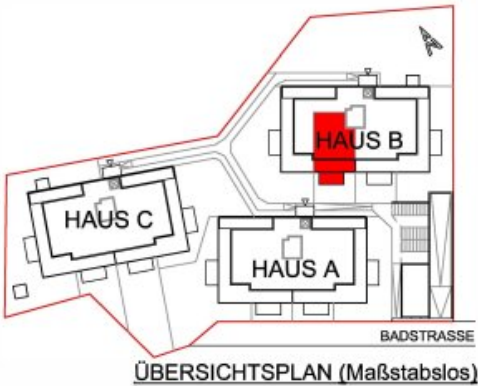 HAUS B
HAUS C
HAUS A
BADSTRASSE
ÜBERSICHTSPLAN (Maßstabslos)